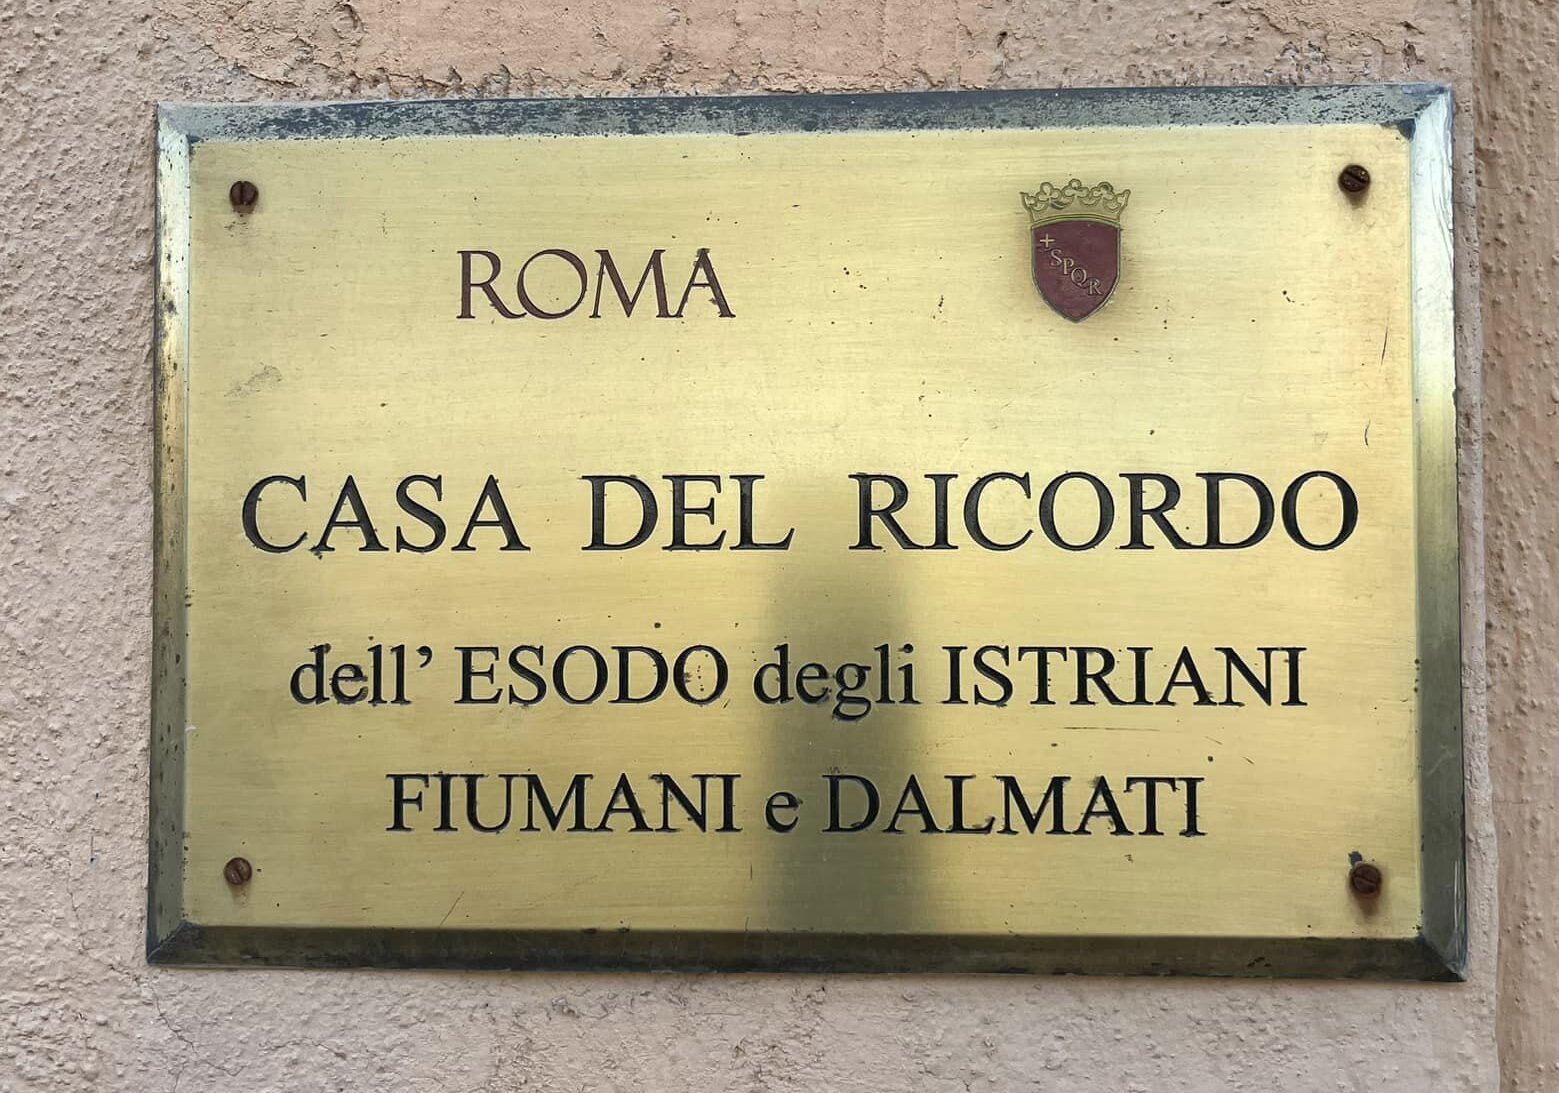 ROMA
+SPQR
CASA DEL RICORDO
dell' ESODO degli ISTRIANI
FIUMANI e DALMATI